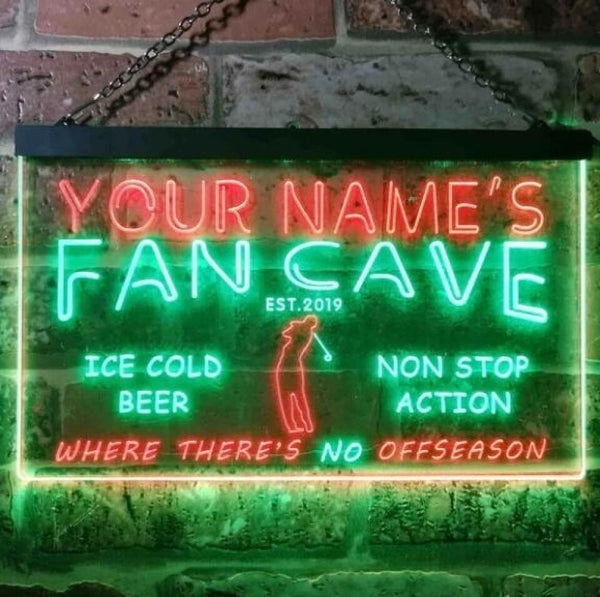 YOUR NAME'S
FAN CAVE
EST.2019
ICE COLD
BEER
NON STOP
ACTION
WHERE THERE'S NO OFFSEASON